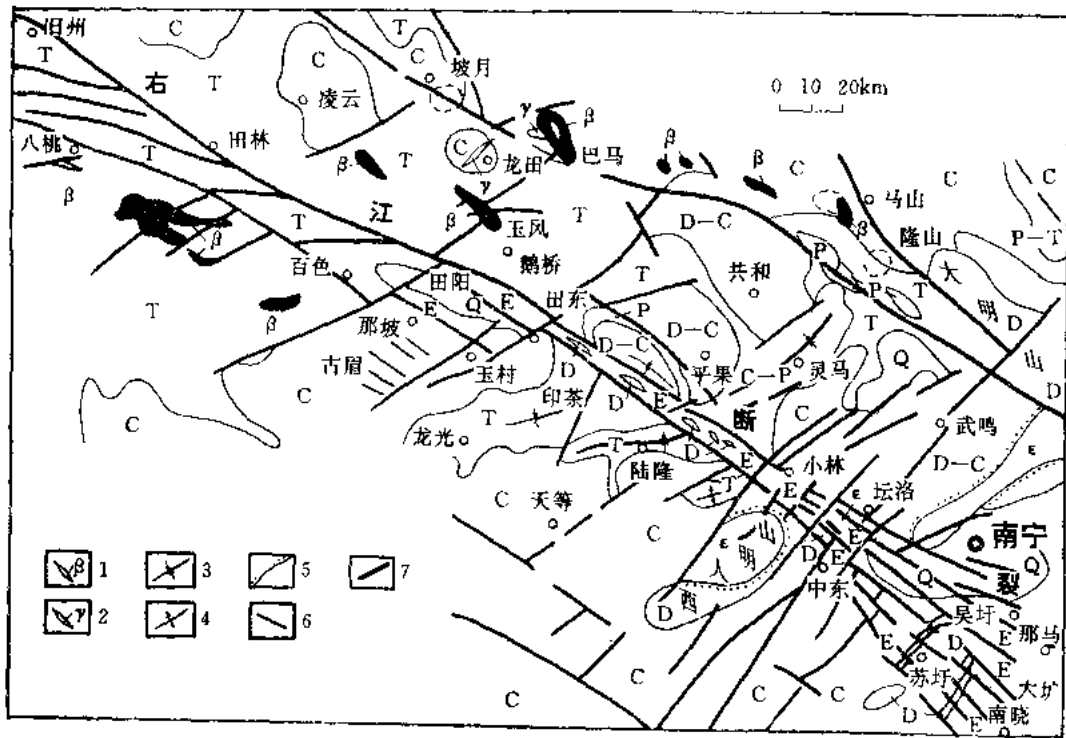 旧州
C
T
C
坡月
T
右
T
C
凌云
0 10 20km
γ
β
八桃
田林
T
β
T
C
龙田
巴马
β
β
C
马山
C
C
β
γ
江
β
玉凤
T
D-C
β
隆山
P-T
T
β
鹅桥
百色
T
共和
P
大
T
田阳
Q
E
田东
P
P
T
明
D
T
β
那坡
E
D-C
D-C
T
Q
山
古眉
玉村
D
平果
C-P
灵马
D
C
印茶
D
E
断
C
武鸣
C
T
龙光
T
陆隆
D
E
小林
D-C
ε
T
E
ε
坛洛
C
天等
C
ε
山
明
E
南宁
D
E
中东
Q
Q
裂
β
1
3
5
7
西
D
吴圩
E
那马
γ
2
4
6
E
D
苏圩
E
大矿
C
C
C
C
D
E
南晓